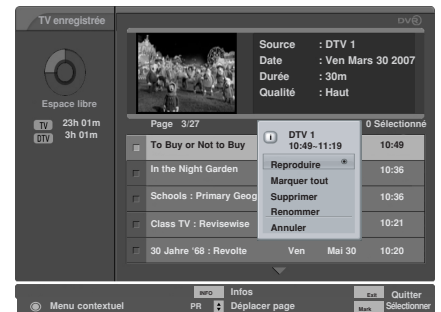 TV enregistrée
DVR
Espace libre
TV 23h 01m
DTV 3h 01m
Source : DTV 1
Date : Ven Mars 30 2007
Durée : 30m
Qualité : Haut
Page 3/27
0 Sélectionné
To Buy or Not to Buy 10:49
In the Night Garden 10:36
Schools : Primary Geog 10:36
Class TV : Revisewise 10:21
30 Jahre ‘68 : Revolte Ven Mai 30 10:20
i DTV 1
10:49~11:19
Reproduire
Marquer tout
Supprimer
Renommer
Annuler
INFO Infos
Exit Quitter
Menu contextuel
PR Déplacer page
Mark Sélectionner